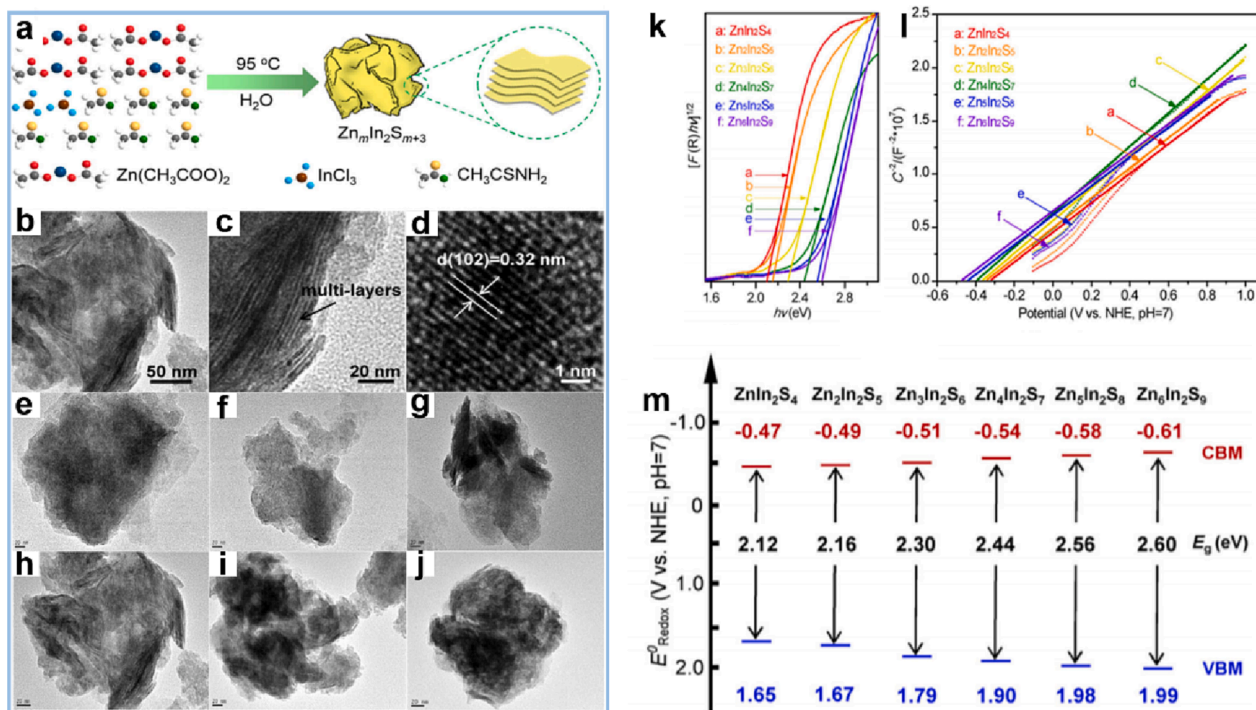 a
95 °C
H₂O
ZnₘIn₂Sₘ₊₃
Zn(CH₃COO)₂
InCl₃
CH₃CSNH₂
b
50 nm
c
multi-layers
20 nm
d
d(102)=0.32 nm
1 nm
e
f
g
h
i
j
k
a: ZnIn₂S₄
b: Zn₂In₂S₅
c: Zn₃In₂S₆
d: Zn₄In₂S₇
e: Zn₅In₂S₈
f: Zn₆In₂S₉
[F(R)hν]^1/2
a
b
c
d
e
f
1.6 2.0 2.4 2.8
hν(eV)
l
a: ZnIn₂S₄
b: Zn₂In₂S₅
c: Zn₃In₂S₆
d: Zn₄In₂S₇
e: Zn₅In₂S₈
f: Zn₆In₂S₉
c
d
a
b
e
f
C⁻²/(F⁻²*10⁷)
2.5
2.0
1.5
1.0
0.5
0.0
-0.6 -0.4 -0.2 0.0 0.2 0.4 0.6 0.8 1.0
Potential (V vs. NHE, pH=7)
m
ZnIn₂S₄ Zn₂In₂S₅ Zn₃In₂S₆ Zn₄In₂S₇ Zn₅In₂S₈ Zn₆In₂S₉
-1.0
-0.47 -0.49 -0.51 -0.54 -0.58 -0.61
CBM
0
2.12 2.16 2.30 2.44 2.56 2.60 Eg (eV)
1.0
2.0
VBM
1.65 1.67 1.79 1.90 1.98 1.99
E⁰Redox (V vs. NHE, pH=7)